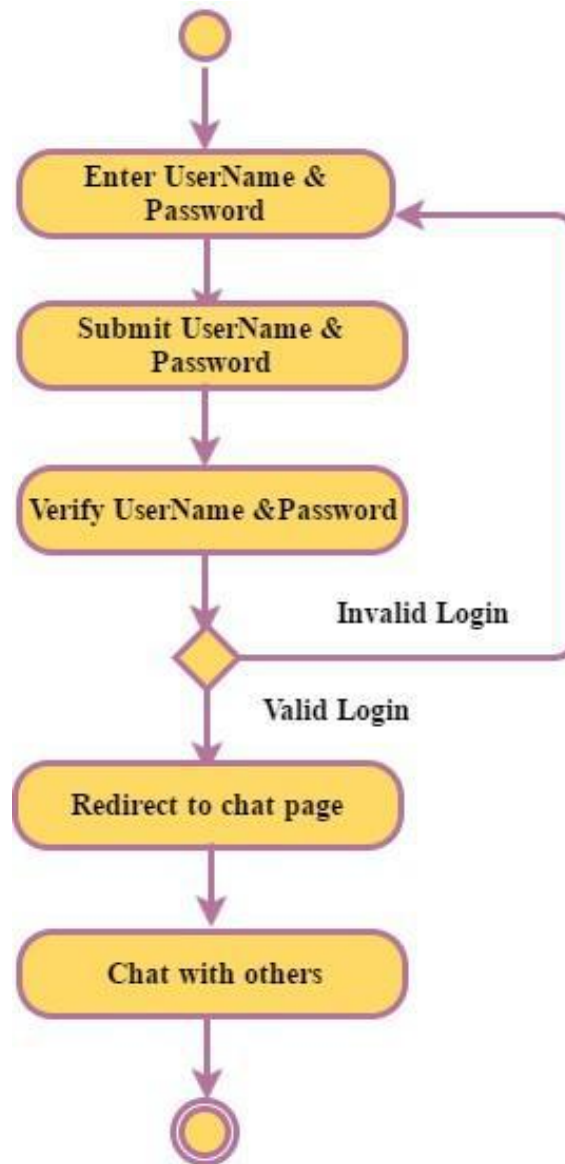 Enter UserName &
Password
Submit UserName &
Password
Verify UserName &Password
Invalid Login
Valid Login
Redirect to chat page
Chat with others